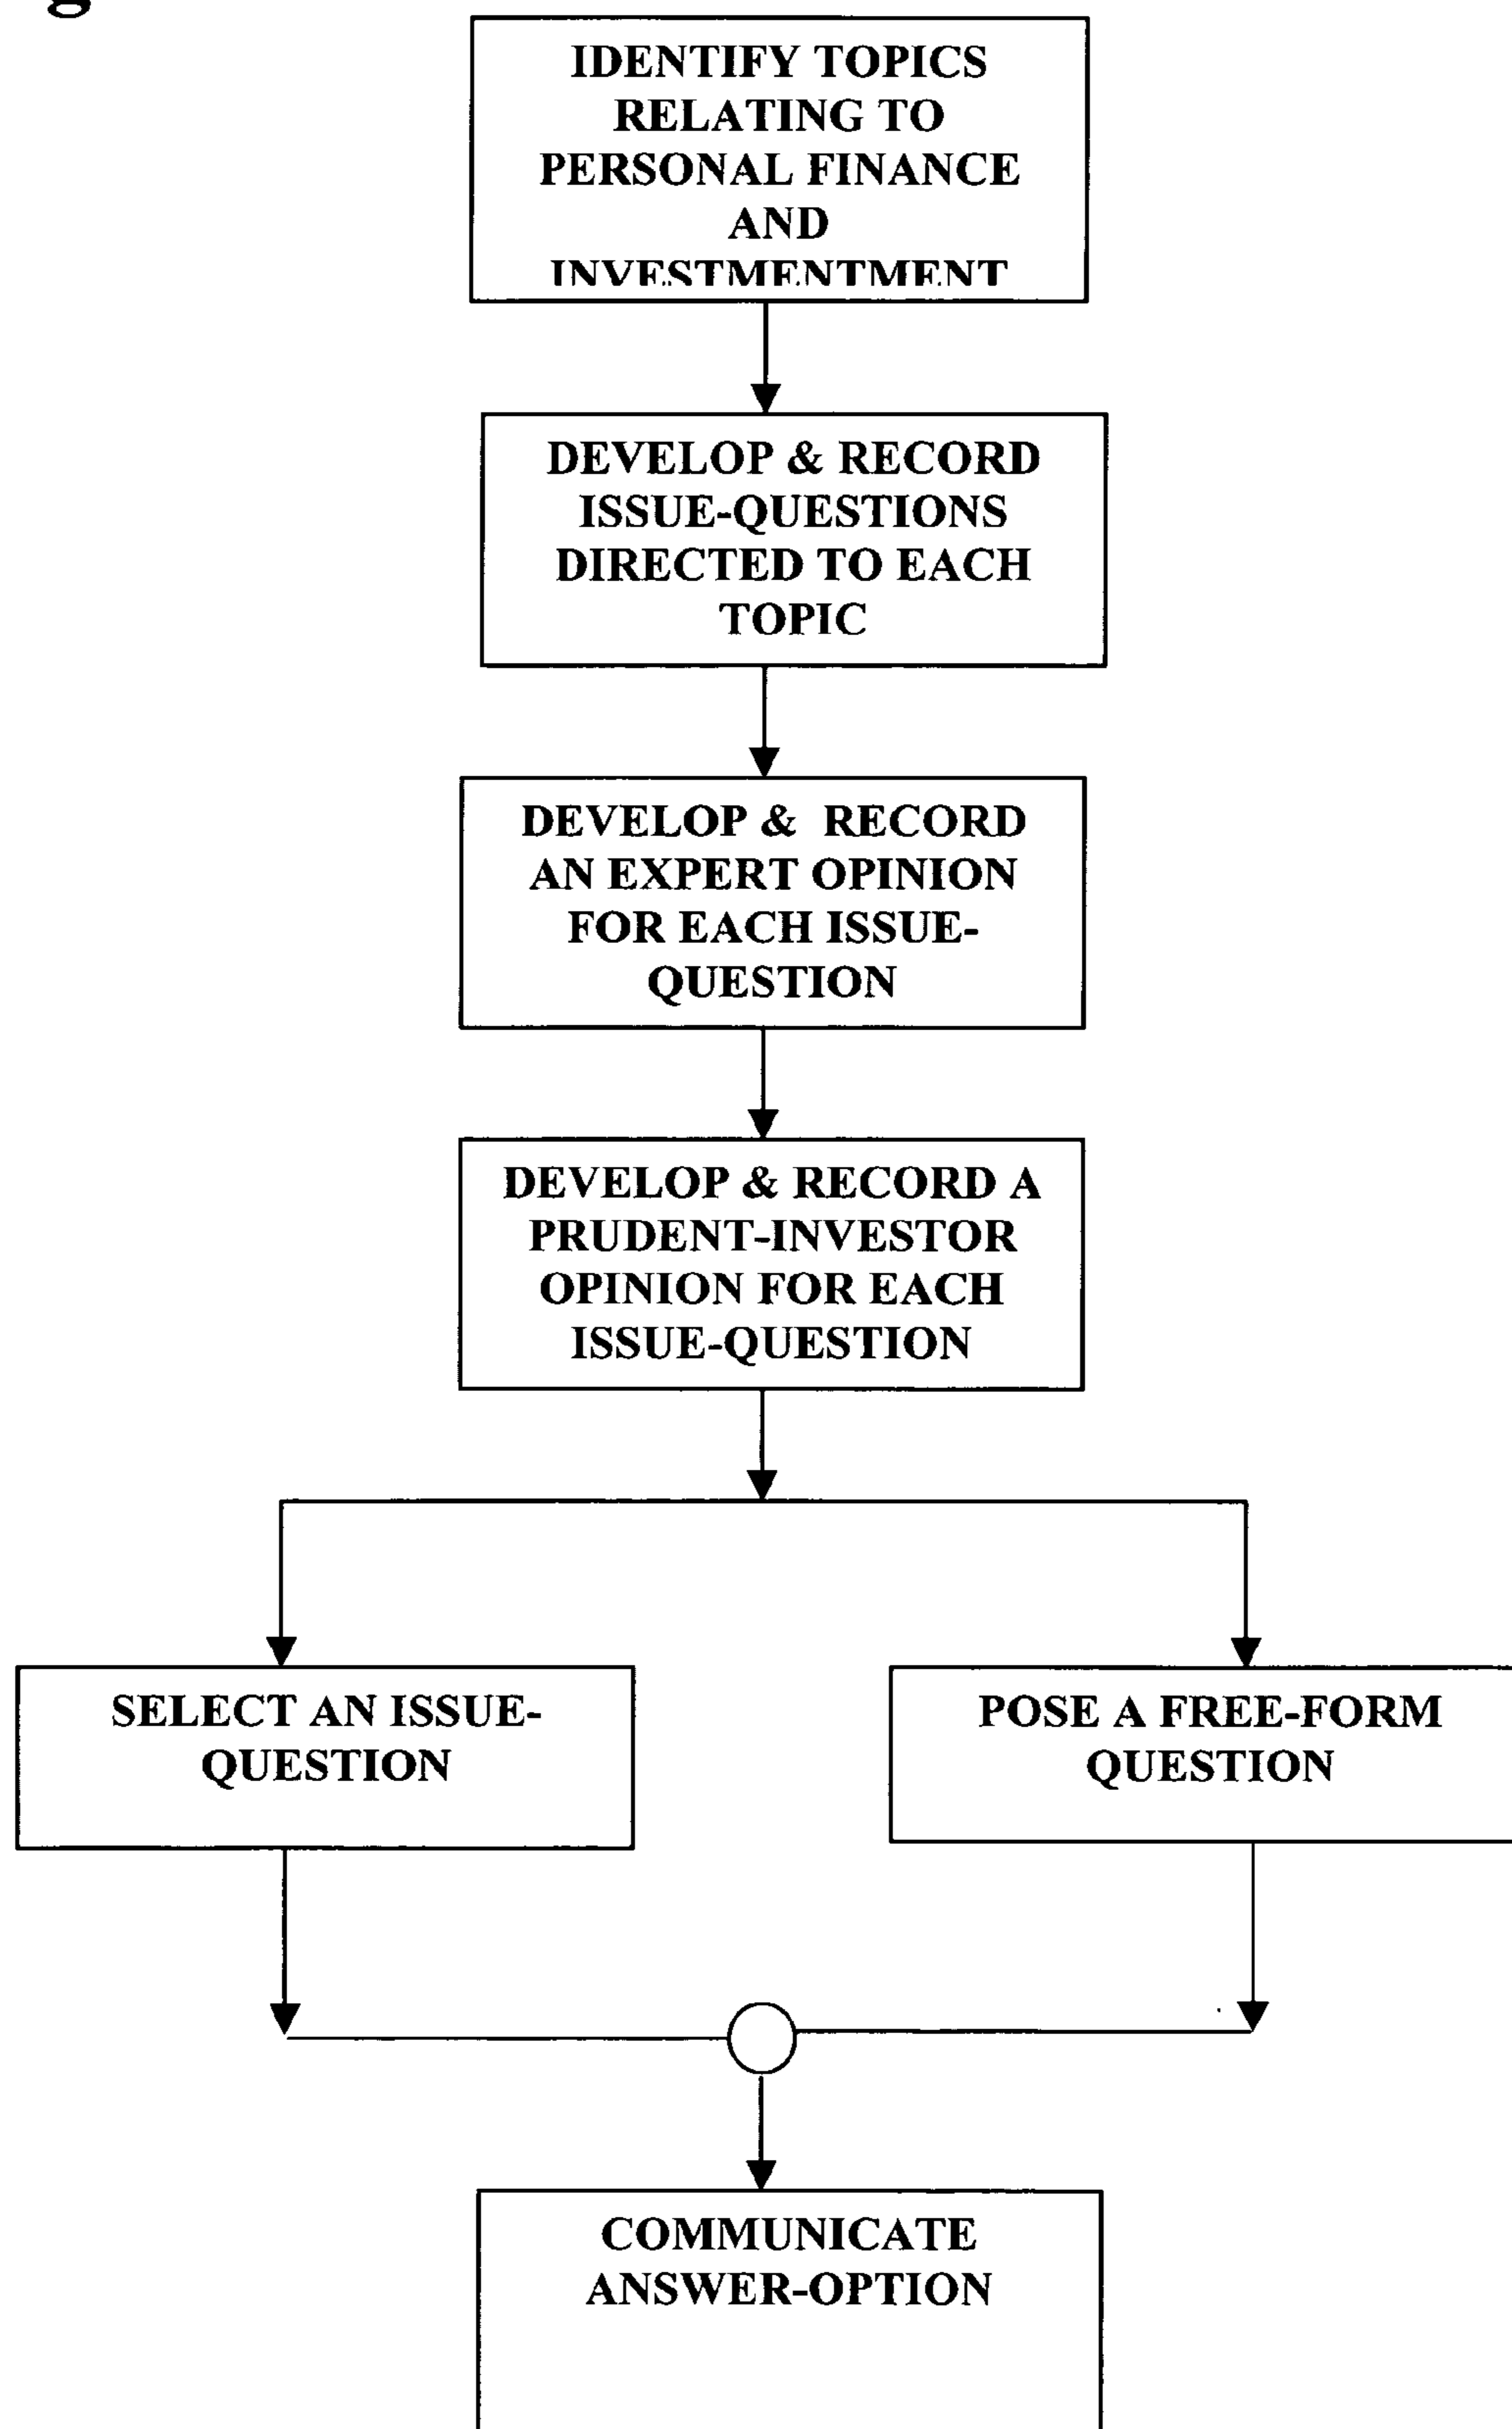 g
IDENTIFY TOPICS
RELATING TO
PERSONAL FINANCE
AND
INVESTMENTMENT
DEVELOP & RECORD
ISSUE-QUESTIONS
DIRECTED TO EACH
TOPIC
DEVELOP & RECORD
AN EXPERT OPINION
FOR EACH ISSUE-
QUESTION
DEVELOP & RECORD A
PRUDENT-INVESTOR
OPINION FOR EACH
ISSUE-QUESTION
SELECT AN ISSUE-
QUESTION
POSE A FREE-FORM
QUESTION
COMMUNICATE
ANSWER-OPTION